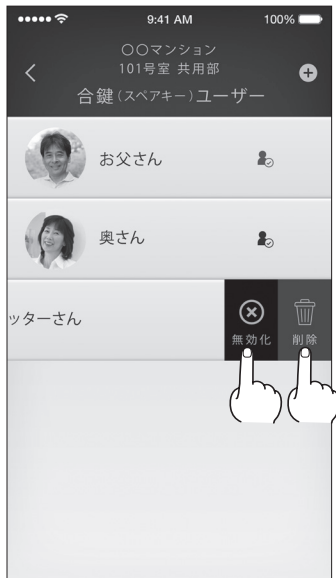 9:41 AM 100%
〇〇マンション
101号室 共用部
合鍵(スペアキー)ユーザー
お父さん
奥さん
ッターさん
無効化 削除